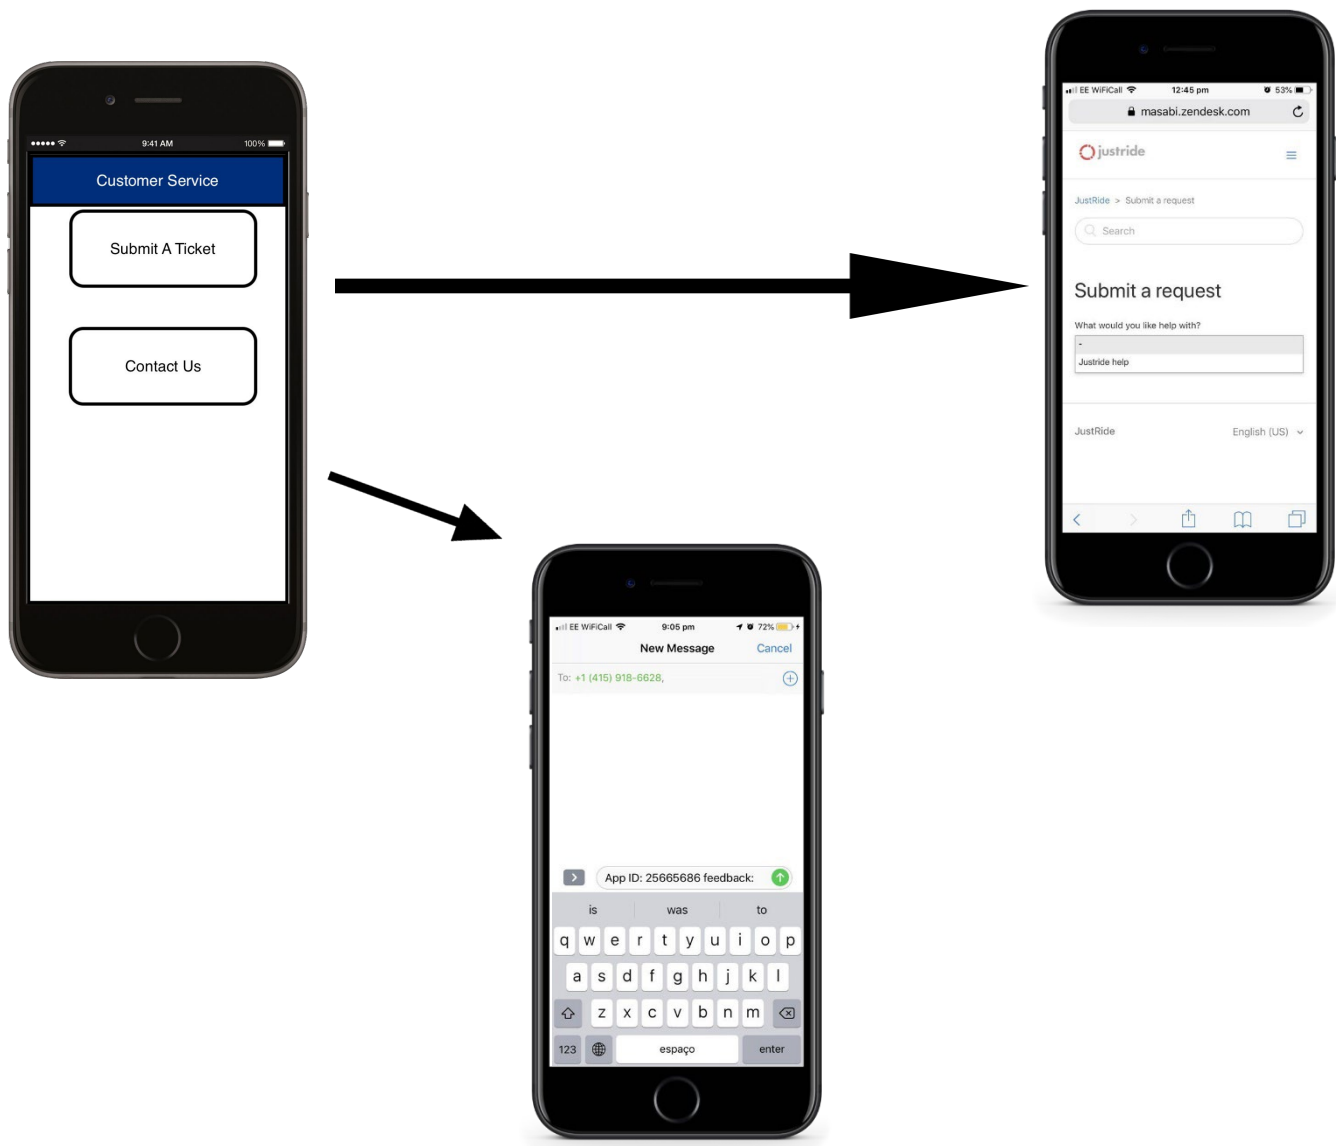 9:41 AM 100%
Customer Service
Submit A Ticket
Contact Us
EE WiFiCall 12:45 pm 53%
masabi.zendesk.com
justride
JustRide > Submit a request
Search
Submit a request
What would you like help with?
-
Justride help
JustRide English (US)
EE WiFiCall 9:05 pm 72%
New Message Cancel
To: +1 (415) 918-6628,
App ID: 25665686 feedback:
is was to
q w e r t y u i o p
a s d f g h j k l
z x c v b n m
123 espaço enter